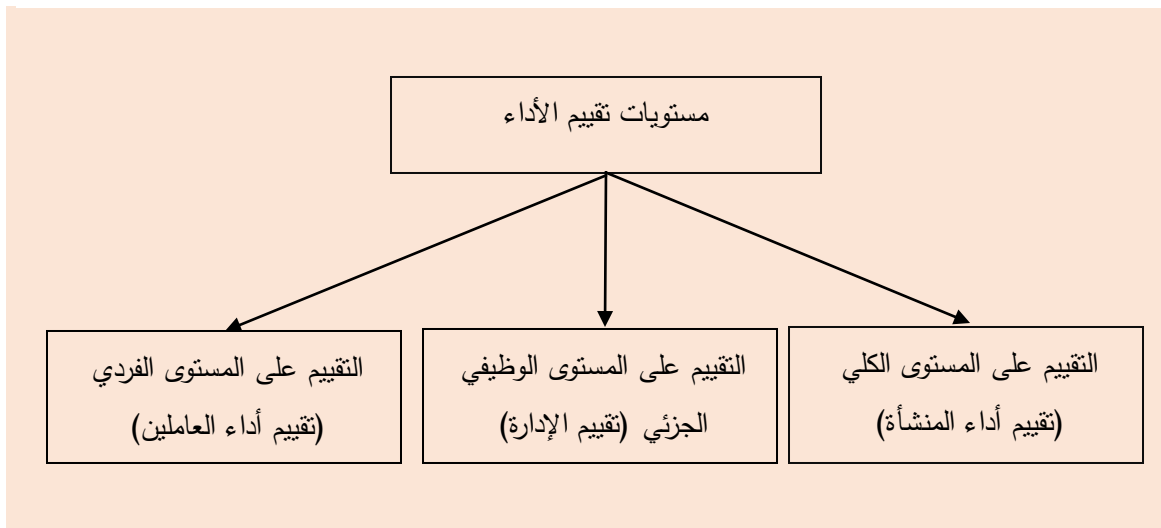 مستويات تقييم الأداء
التقييم على المستوى الكلي
(تقييم أداء المنشأة)
التقييم على المستوى الوظيفي
الجزئي (تقييم الإدارة)
التقييم على المستوى الفردي
(تقييم أداء العاملين)